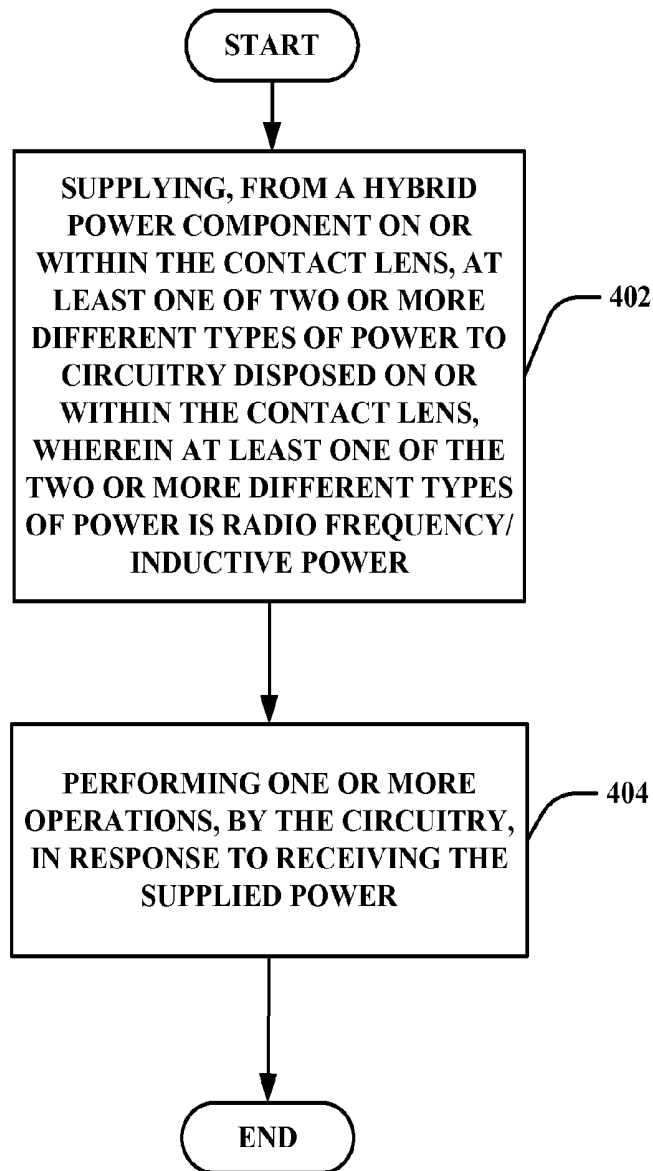 START
SUPPLYING, FROM A HYBRID
POWER COMPONENT ON OR
WITHIN THE CONTACT LENS, AT
LEAST ONE OF TWO OR MORE
DIFFERENT TYPES OF POWER TO
CIRCUITRY DISPOSED ON OR
WITHIN THE CONTACT LENS,
WHEREIN AT LEAST ONE OF THE
TWO OR MORE DIFFERENT TYPES
OF POWER IS RADIO FREQUENCY/
INDUCTIVE POWER
402
PERFORMING ONE OR MORE
OPERATIONS, BY THE CIRCUITRY,
IN RESPONSE TO RECEIVING THE
SUPPLIED POWER
404
END